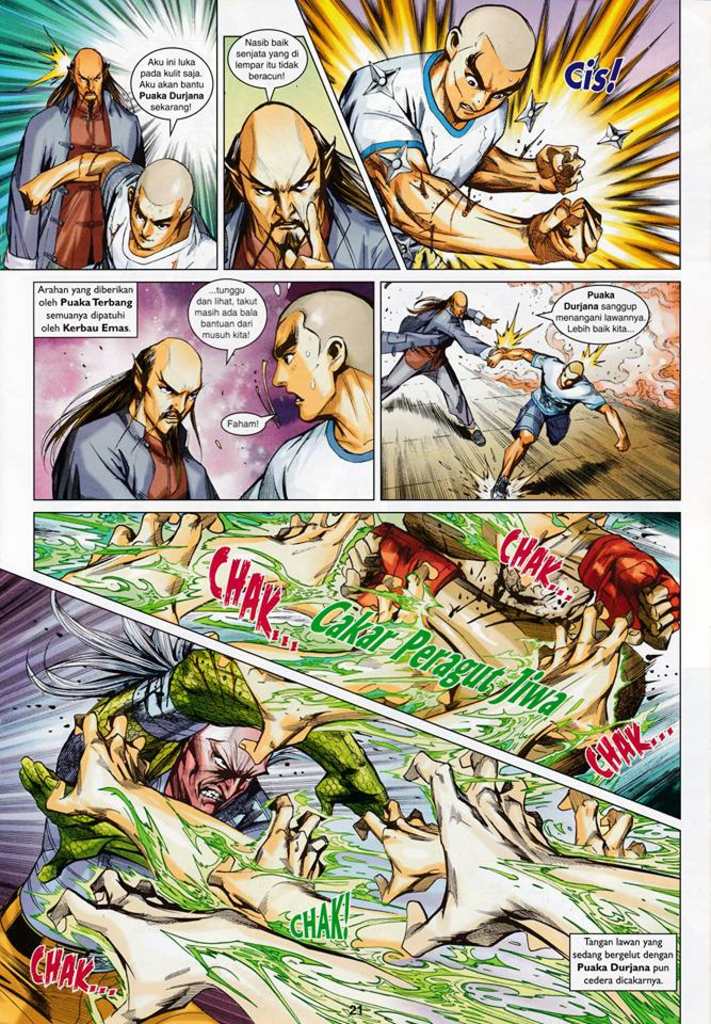 Aku ini luka
pada kulit saja.
Aku akan bantu
Puaka Durjana
sekarang!
Nasib baik
senjata yang di
lempar itu tidak
beracun!
Cis!
Arahan yang diberikan
oleh Puaka Terbang
semuanya dipatuhi
oleh Kerbau Emas.
...tunggu
dan lihat, takut
masih ada bala
bantuan dari
musuh kita!
Faham!
Puaka
Durjana sanggup
menangani lawannya.
Lebih baik kita...
CHAK...
CHAK...
Cakar Peragut Jiwa
CHAK...
CHAK!
CHAK...
Tangan lawan yang
sedang bergelut dengan
Puaka Durjana pun
cedera dicakarnya.
21